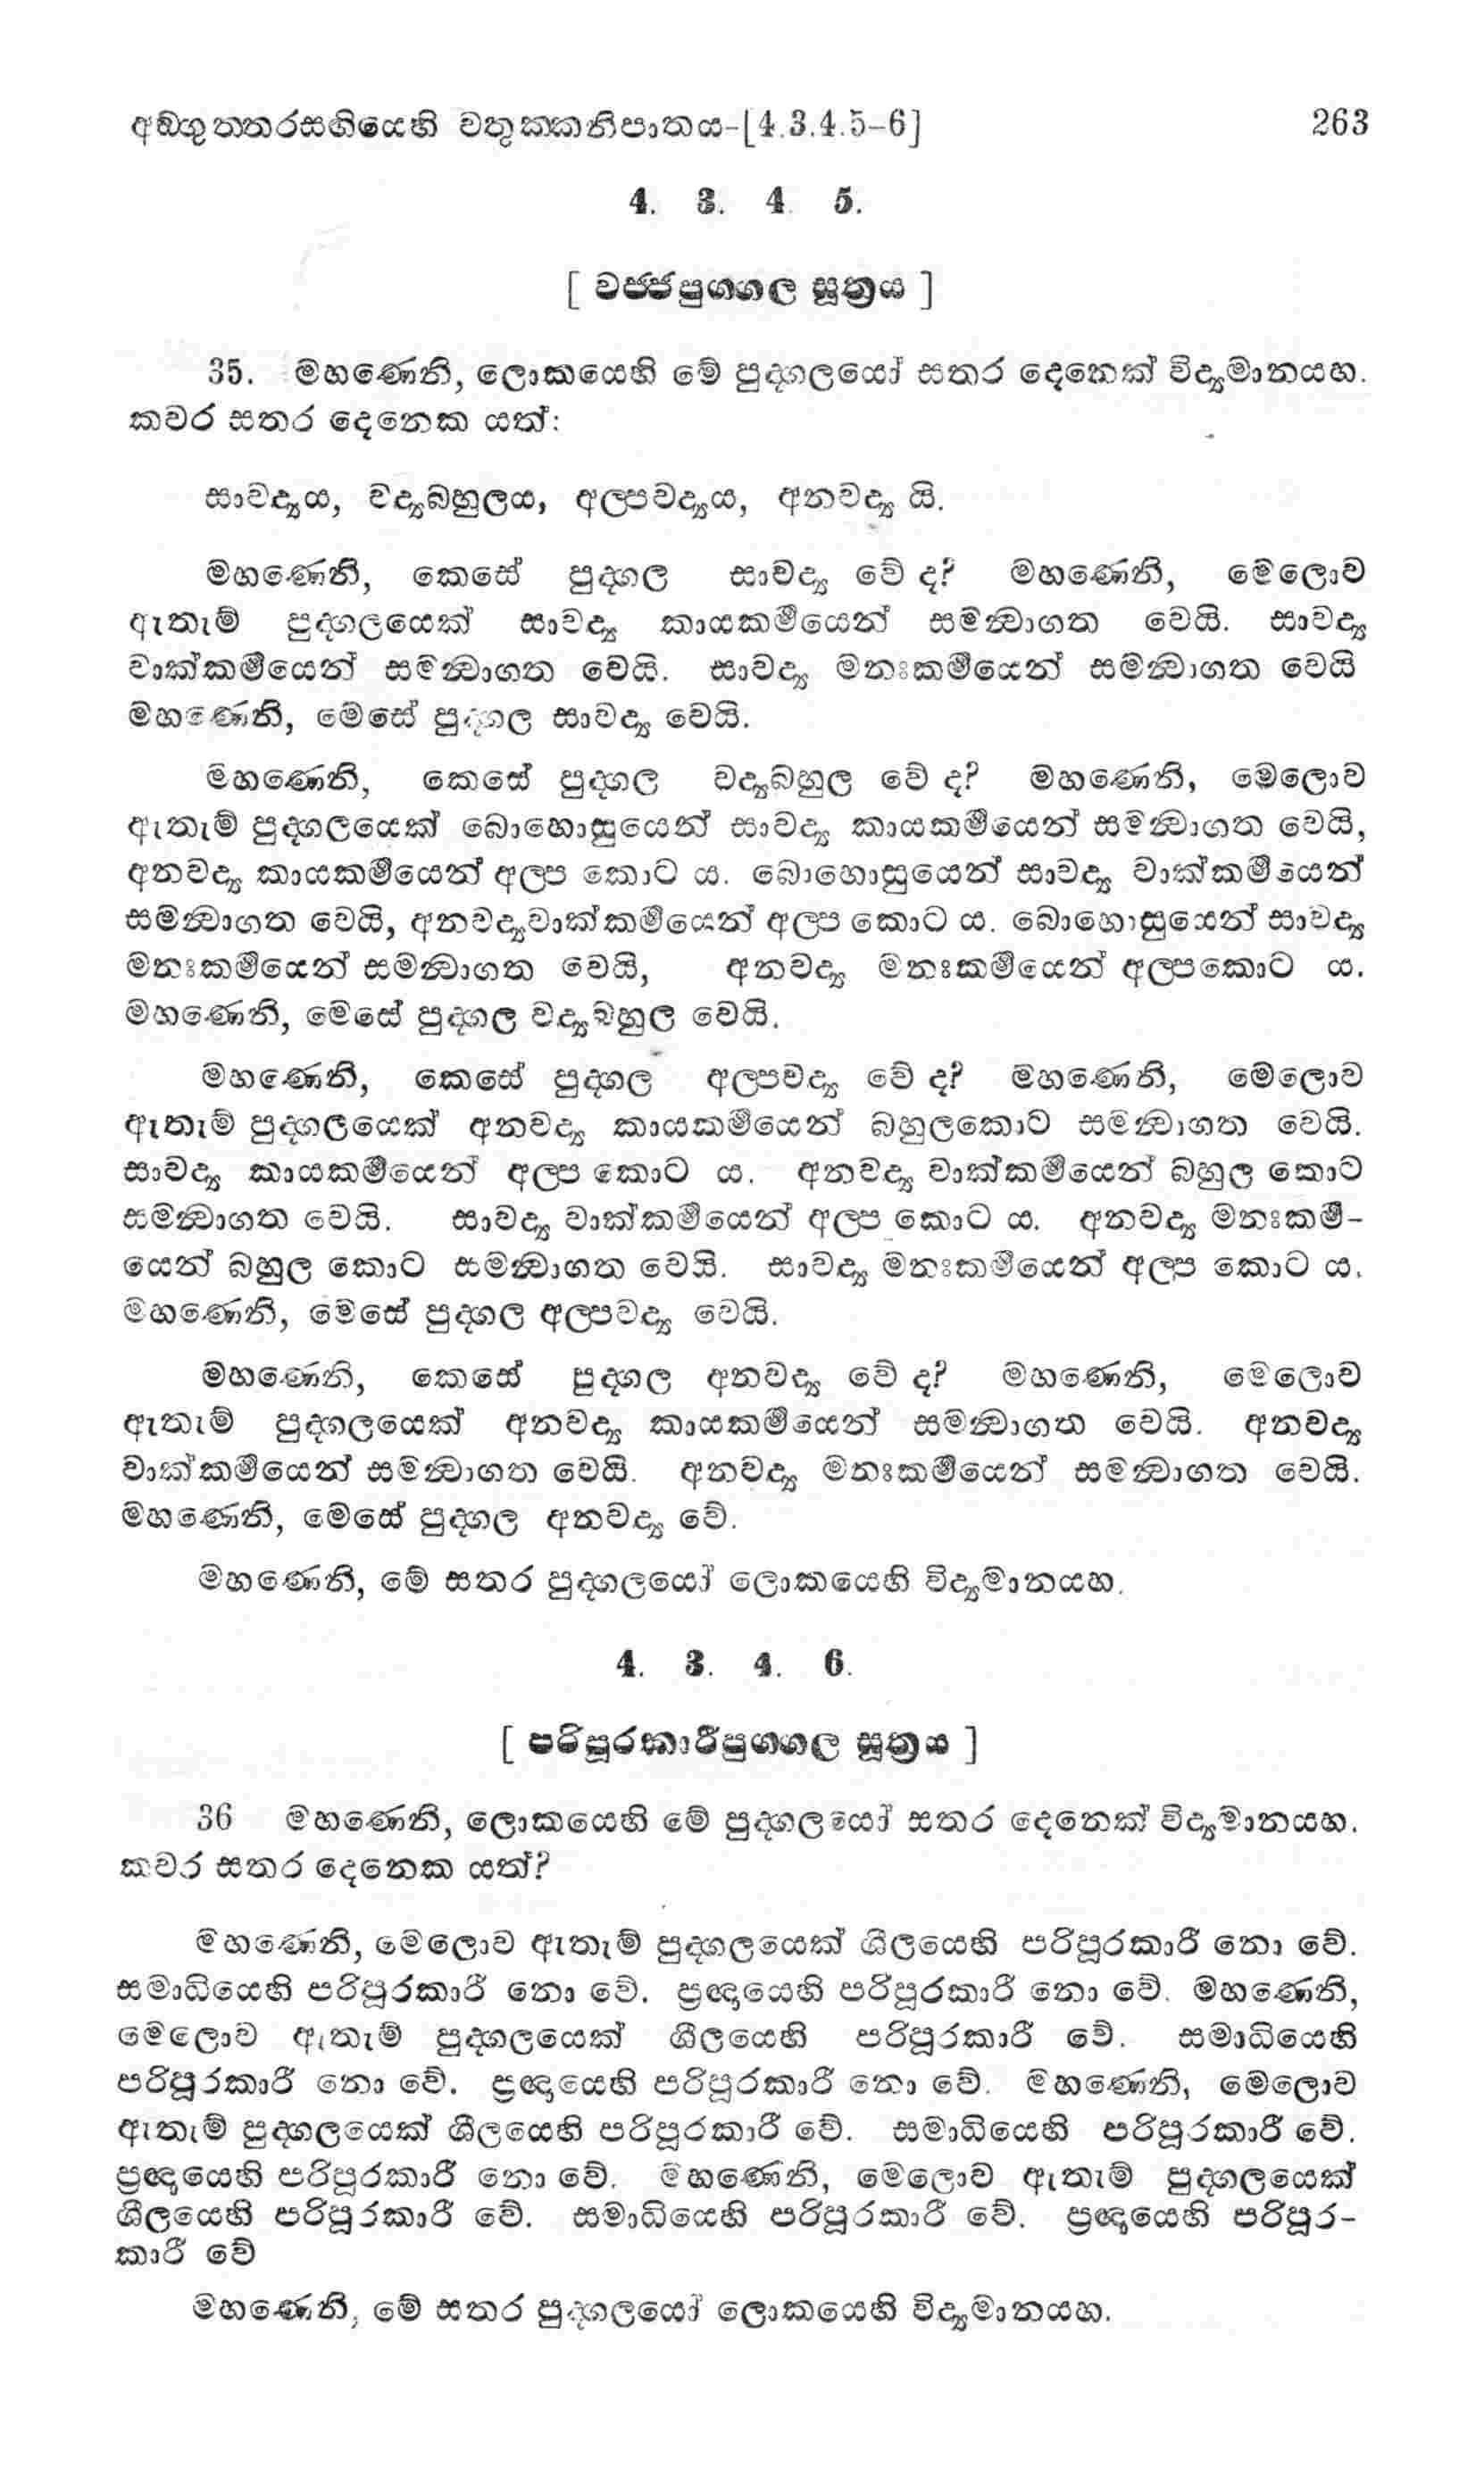 අඞ්ගුත්තරසඟියෙහි චතුක්කනිපාතය-[4.3.4.5-6] 263
4. 3. 4. 5.
[ වජ්ජපුග්ගල සූත්‍රය ]
35. මහණෙනි, ලොකයෙහි මේ පුද්ගලයෝ සතර දෙනෙක් විද්‍යමානයහ.
කවර සතර දෙනෙක යත්:
සාවද්‍යය, වද්‍යබහුලය, අල්පවද්‍යය, අනවද්‍ය යි.
මහණෙනි, කෙසේ පුද්ගල සාවද්‍ය වේ ද? මහණෙනි, මෙලොව
ඇතැම් පුද්ගලයෙක් සාවද්‍ය කායකර්මයෙන් සමන්වාගත වෙයි. සාවද්‍ය
වාක්කර්මයෙන් සමන්වාගත වෙයි. සාවද්‍ය මනඃකර්මයෙන් සමන්වාගත වෙයි
මහණෙනි, මෙසේ පුද්ගල සාවද්‍ය වෙයි.
මහණෙනි, කෙසේ පුද්ගල වද්‍යබහුල වේ ද? මහණෙනි, මෙලොව
ඇතැම් පුද්ගලයෙක් බොහොසුයෙන් සාවද්‍ය කායකර්මයෙන් සමන්වාගත වෙයි,
අනවද්‍ය කායකර්මයෙන් අල්ප කොට ය. බොහොසුයෙන් සාවද්‍ය වාක්කර්මයෙන්
සමන්වාගත වෙයි, අනවද්‍යවාක්කර්මයෙන් අල්ප කොට ය. බොහොසුයෙන් සාවද්‍ය
මනඃකර්මයෙන් සමන්වාගත වෙයි, අනවද්‍ය මනඃකර්මයෙන් අල්පකොට ය.
මහණෙනි, මෙසේ පුද්ගල වද්‍යබහුල වෙයි.
මහණෙනි, කෙසේ පුද්ගල අල්පවද්‍ය වේ ද? මහණෙනි, මෙලොව
ඇතැම් පුද්ගලයෙක් අනවද්‍ය කායකර්මයෙන් බහුලකොට සමන්වාගත වෙයි.
සාවද්‍ය කායකර්මයෙන් අල්ප කොට ය. අනවද්‍ය වාක්කර්මයෙන් බහුල කොට
සමන්වාගත වෙයි. සාවද්‍ය වාක්කර්මයෙන් අල්ප කොට ය. අනවද්‍ය මනඃකර්ම-
යෙන් බහුල කොට සමන්වාගත වෙයි. සාවද්‍ය මනඃකර්මයෙන් අල්ප කොට ය.
මහණෙනි, මෙසේ පුද්ගල අල්පවද්‍ය වෙයි.
මහණෙනි, කෙසේ පුද්ගල අනවද්‍ය වේ ද? මහණෙනි, මෙලොව
ඇතැම් පුද්ගලයෙක් අනවද්‍ය කායකර්මයෙන් සමන්වාගත වෙයි. අනවද්‍ය
වාක්කර්මයෙන් සමන්වාගත වෙයි. අනවද්‍ය මනඃකර්මයෙන් සමන්වාගත වෙයි.
මහණෙනි, මෙසේ පුද්ගල අනවද්‍ය වේ.
මහණෙනි, මේ සතර පුද්ගලයෝ ලොකයෙහි විද්‍යමානයහ.
4. 3. 4. 6.
[ පරිපූරකාරීපුග්ගල සූත්‍රය ]
36 මහණෙනි, ලොකයෙහි මේ පුද්ගලයෝ සතර දෙනෙක් විද්‍යමානයහ.
කවර සතර දෙනෙක යත්?
මහණෙනි, මෙලොව ඇතැම් පුද්ගලයෙක් ශීලයෙහි පරිපූරකාරී නො වේ.
සමාධියෙහි පරිපූරකාරී නො වේ. ප්‍රඥායෙහි පරිපූරකාරී නො වේ. මහණෙනි,
මෙලොව ඇතැම් පුද්ගලයෙක් ශීලයෙහි පරිපූරකාරී වේ. සමාධියෙහි
පරිපූරකාරී නො වේ. ප්‍රඥායෙහි පරිපූරකාරී නො වේ. මහණෙනි, මෙලොව
ඇතැම් පුද්ගලයෙක් ශීලයෙහි පරිපූරකාරී වේ. සමාධියෙහි පරිපූරකාරී වේ.
ප්‍රඥායෙහි පරිපූරකාරී නො වේ. මහණෙනි, මෙලොව ඇතැම් පුද්ගලයෙක්
ශීලයෙහි පරිපූරකාරී වේ. සමාධියෙහි පරිපූරකාරී වේ. ප්‍රඥායෙහි පරිපූර-
කාරී වේ
මහණෙනි, මේ සතර පුද්ගලයෝ ලොකයෙහි විද්‍යමානයහ.